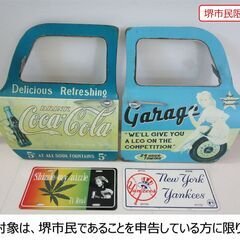 堺市民限
Delicious Refreshing
DRINK
Coca-Cola
5¢ AT ALL SODA FOUNTAINS 5¢
Garage
"WE'LL GIVE YOU
A LEG ON THE
COMPETITION"
New York
Yankees
対象は、堺市民であることを申告している方に限り